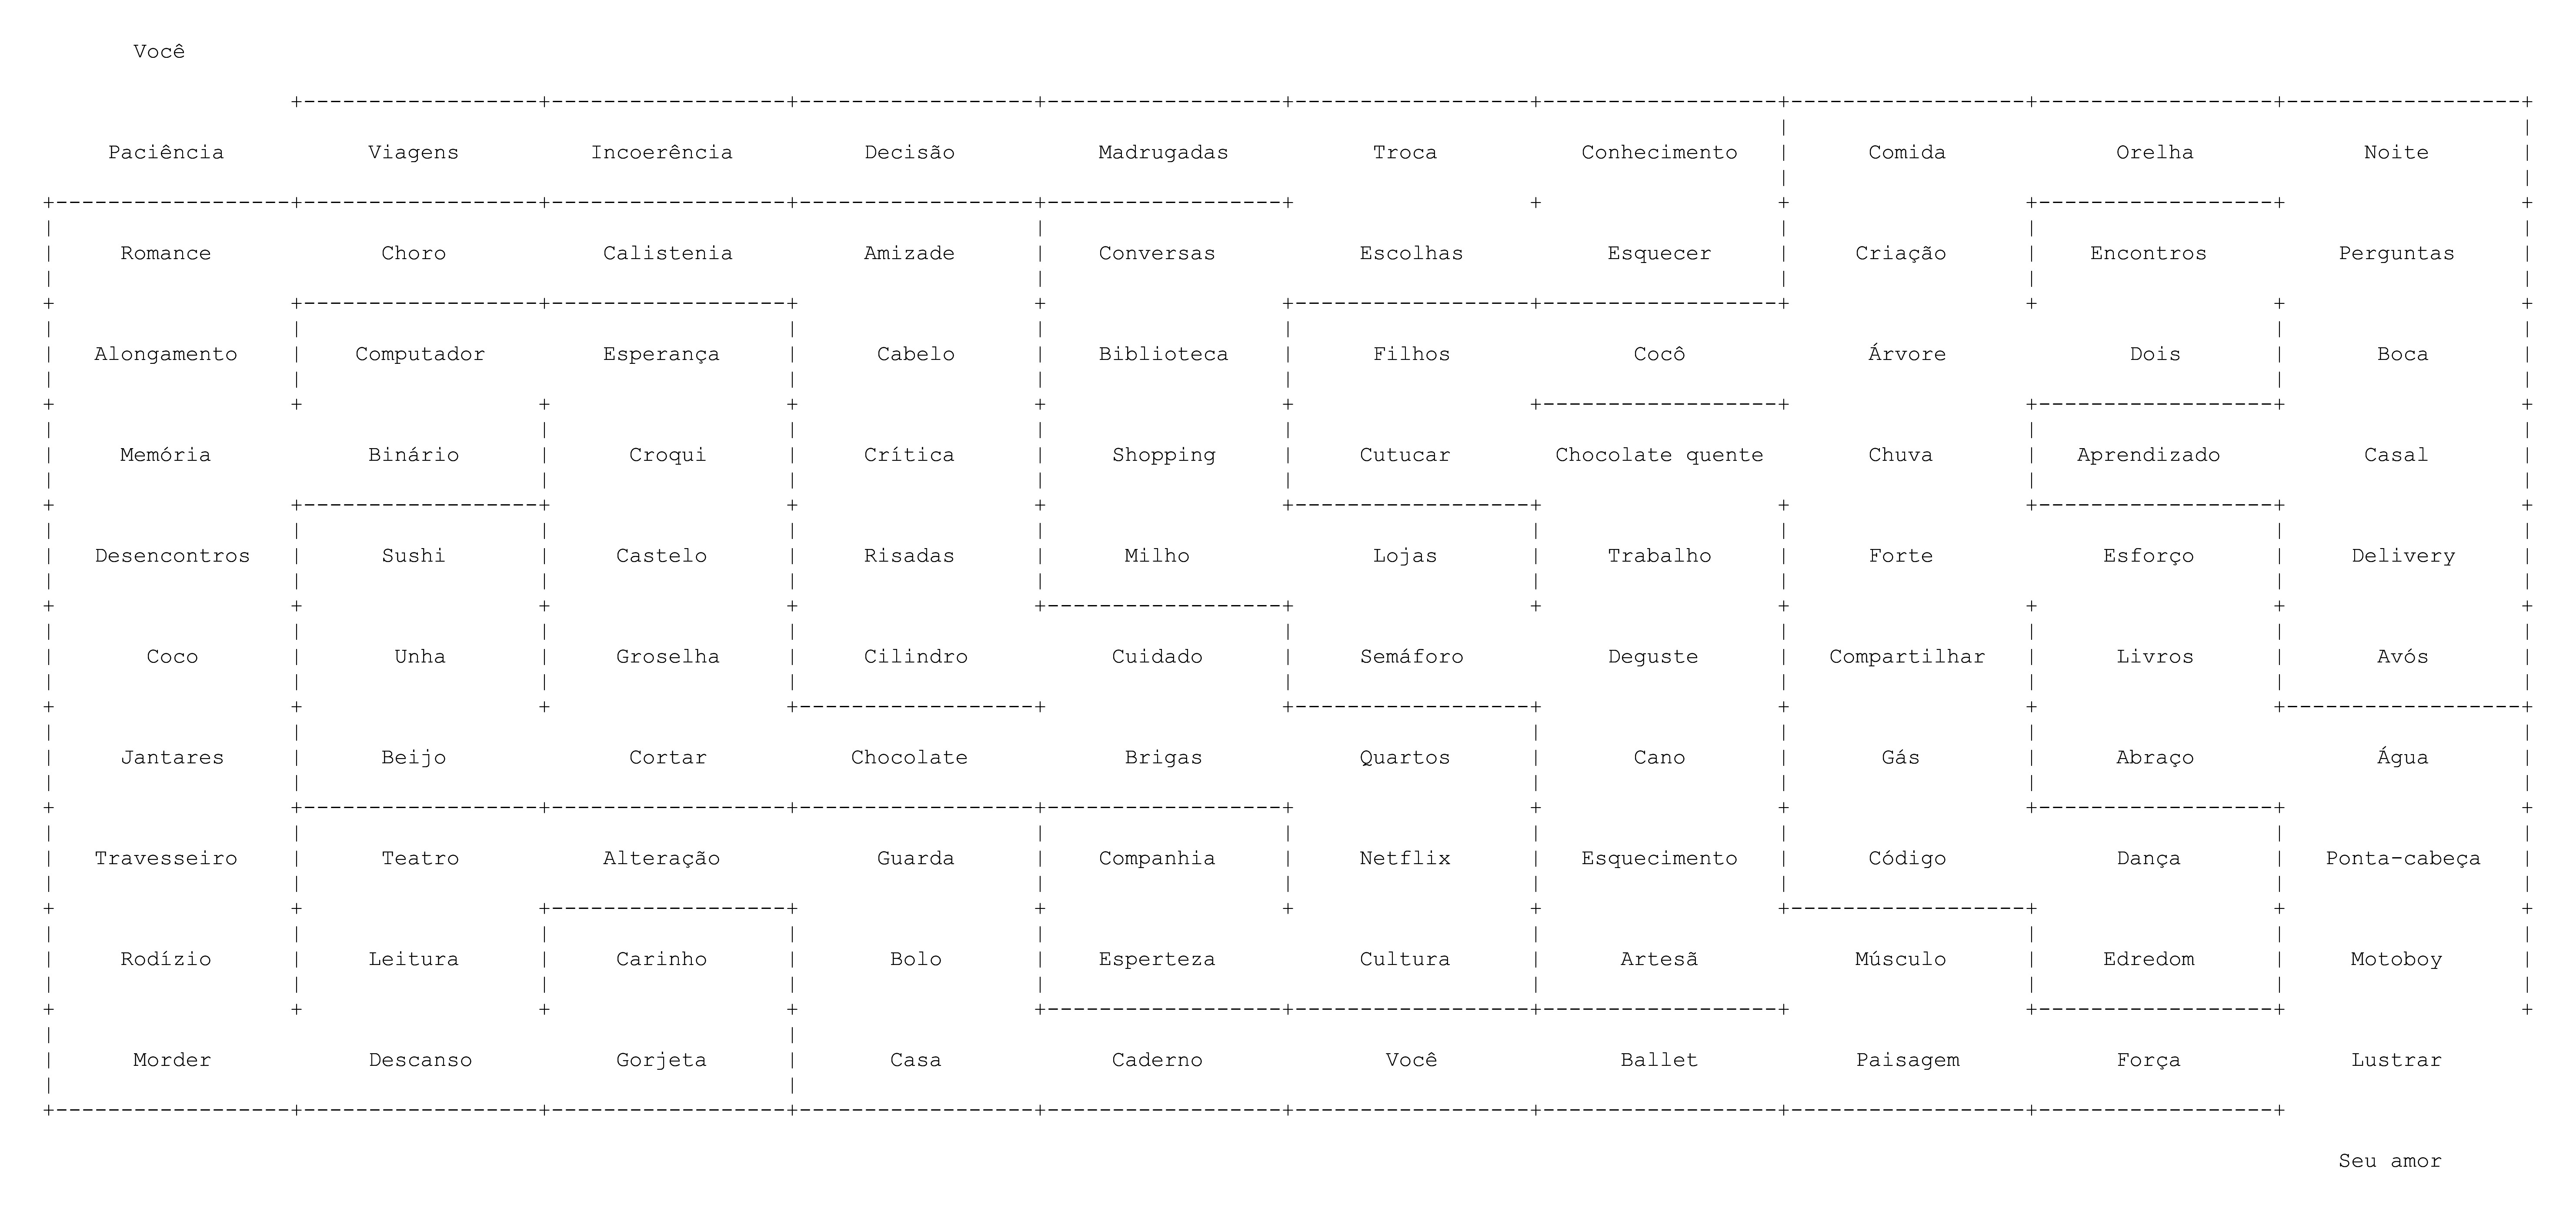 Você
Paciência Viagens Incoerência Decisão Madrugadas Troca Conhecimento Comida Orelha Noite
Romance Choro Calistenia Amizade Conversas Escolhas Esquecer Criação Encontros Perguntas
Alongamento Computador Esperança Cabelo Biblioteca Filhos Cocô Árvore Dois Boca
Memória Binário Croqui Crítica Shopping Cutucar Chocolate quente Chuva Aprendizado Casal
Desencontros Sushi Castelo Risadas Milho Lojas Trabalho Forte Esforço Delivery
Coco Unha Groselha Cilindro Cuidado Semáforo Deguste Compartilhar Livros Avós
Jantares Beijo Cortar Chocolate Brigas Quartos Cano Gás Abraço Água
Travesseiro Teatro Alteração Guarda Companhia Netflix Esquecimento Código Dança Ponta-cabeça
Rodízio Leitura Carinho Bolo Esperteza Cultura Artesã Músculo Edredom Motoboy
Morder Descanso Gorjeta Casa Caderno Você Ballet Paisagem Força Lustrar
Seu amor